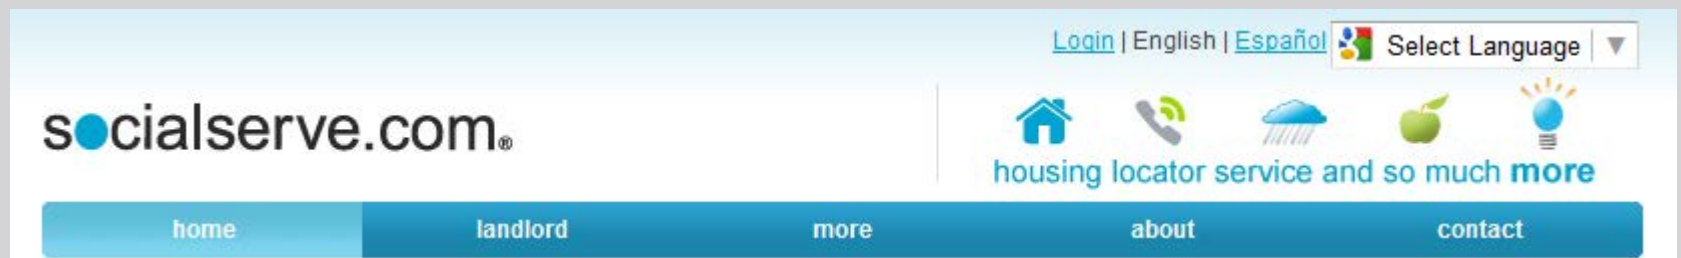 Login | English | Español Select Language ▼
socialserve.com®
housing locator service and so much more
home landlord more about contact